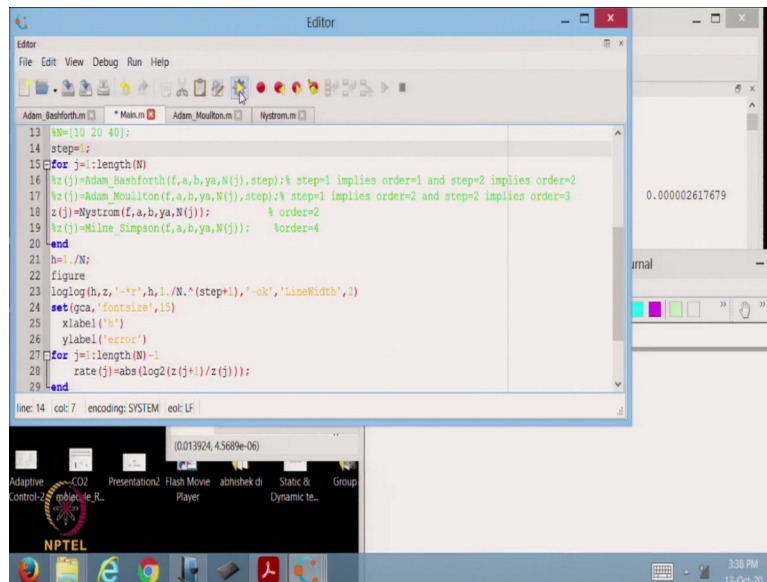 Editor
Editor
File Edit View Debug Run Help
Adam_Bashforth.m
* Main.m
Adam_Moullton.m
Nystrom.m
13 %N=[10 20 40];
14 step=1;
15 for j=1:length(N)
16 %z(j)=Adam_Bashforth(f,a,b,ya,N(j),step);% step=1 implies order=1 and step=2 implies order=2
17 %z(j)=Adam_Moullton(f,a,b,ya,N(j),step);% step=1 implies order=2 and step=2 implies order=3
18 z(j)=Nystrom(f,a,b,ya,N(j)); % order=2
19 %z(j)=Milne_Simpson(f,a,b,ya,N(j)); %order=4
20 end
21 h=1./N;
22 figure
23 loglog(h,z,'-*r',h,1./N.^(step+1),'-ok','LineWidth',2)
24 set(gca,'fontsize',15)
25 xlabel('h')
26 ylabel('error')
27 for j=1:length(N)-1
28 rate(j)=abs(log2(z(j+1)/z(j)));
29 end
line: 14 col: 7 encoding: SYSTEM eol: LF
0.000002617679
urnal
(0.013924, 4.5689e-06)
Adaptive Control-2
CO2 molecule_R...
Presentation2
Flash Movie Player
abhishek di
Static & Dynamic te...
Group
NPTEL
3:38 PM
13-Oct-20